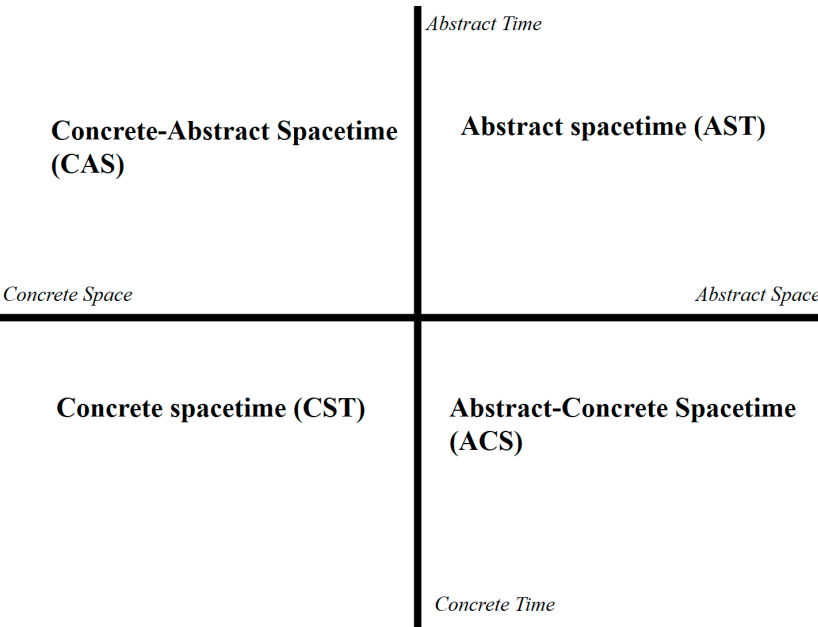 Abstract Time
Concrete-Abstract Spacetime
(CAS)
Abstract spacetime (AST)
Concrete Space
Abstract Space
Concrete spacetime (CST)
Abstract-Concrete Spacetime
(ACS)
Concrete Time